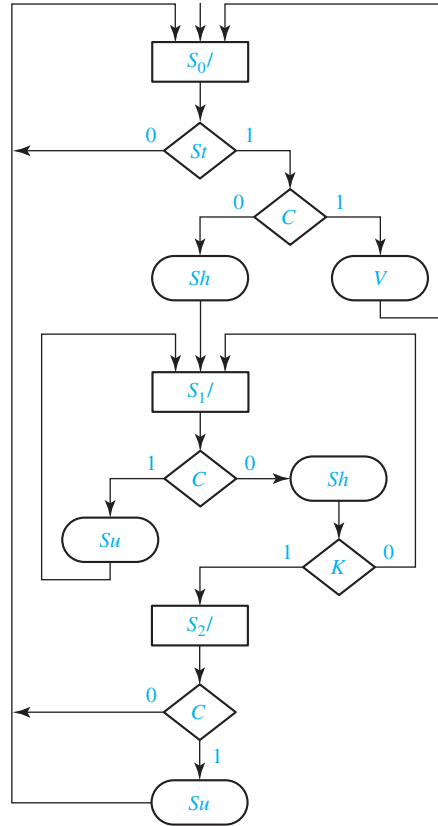 S₀/
0 St 1
0 C 1
Sh V
S₁/
1 C 0 Sh
Su 1 K 0
S₂/
0 C
1
Su